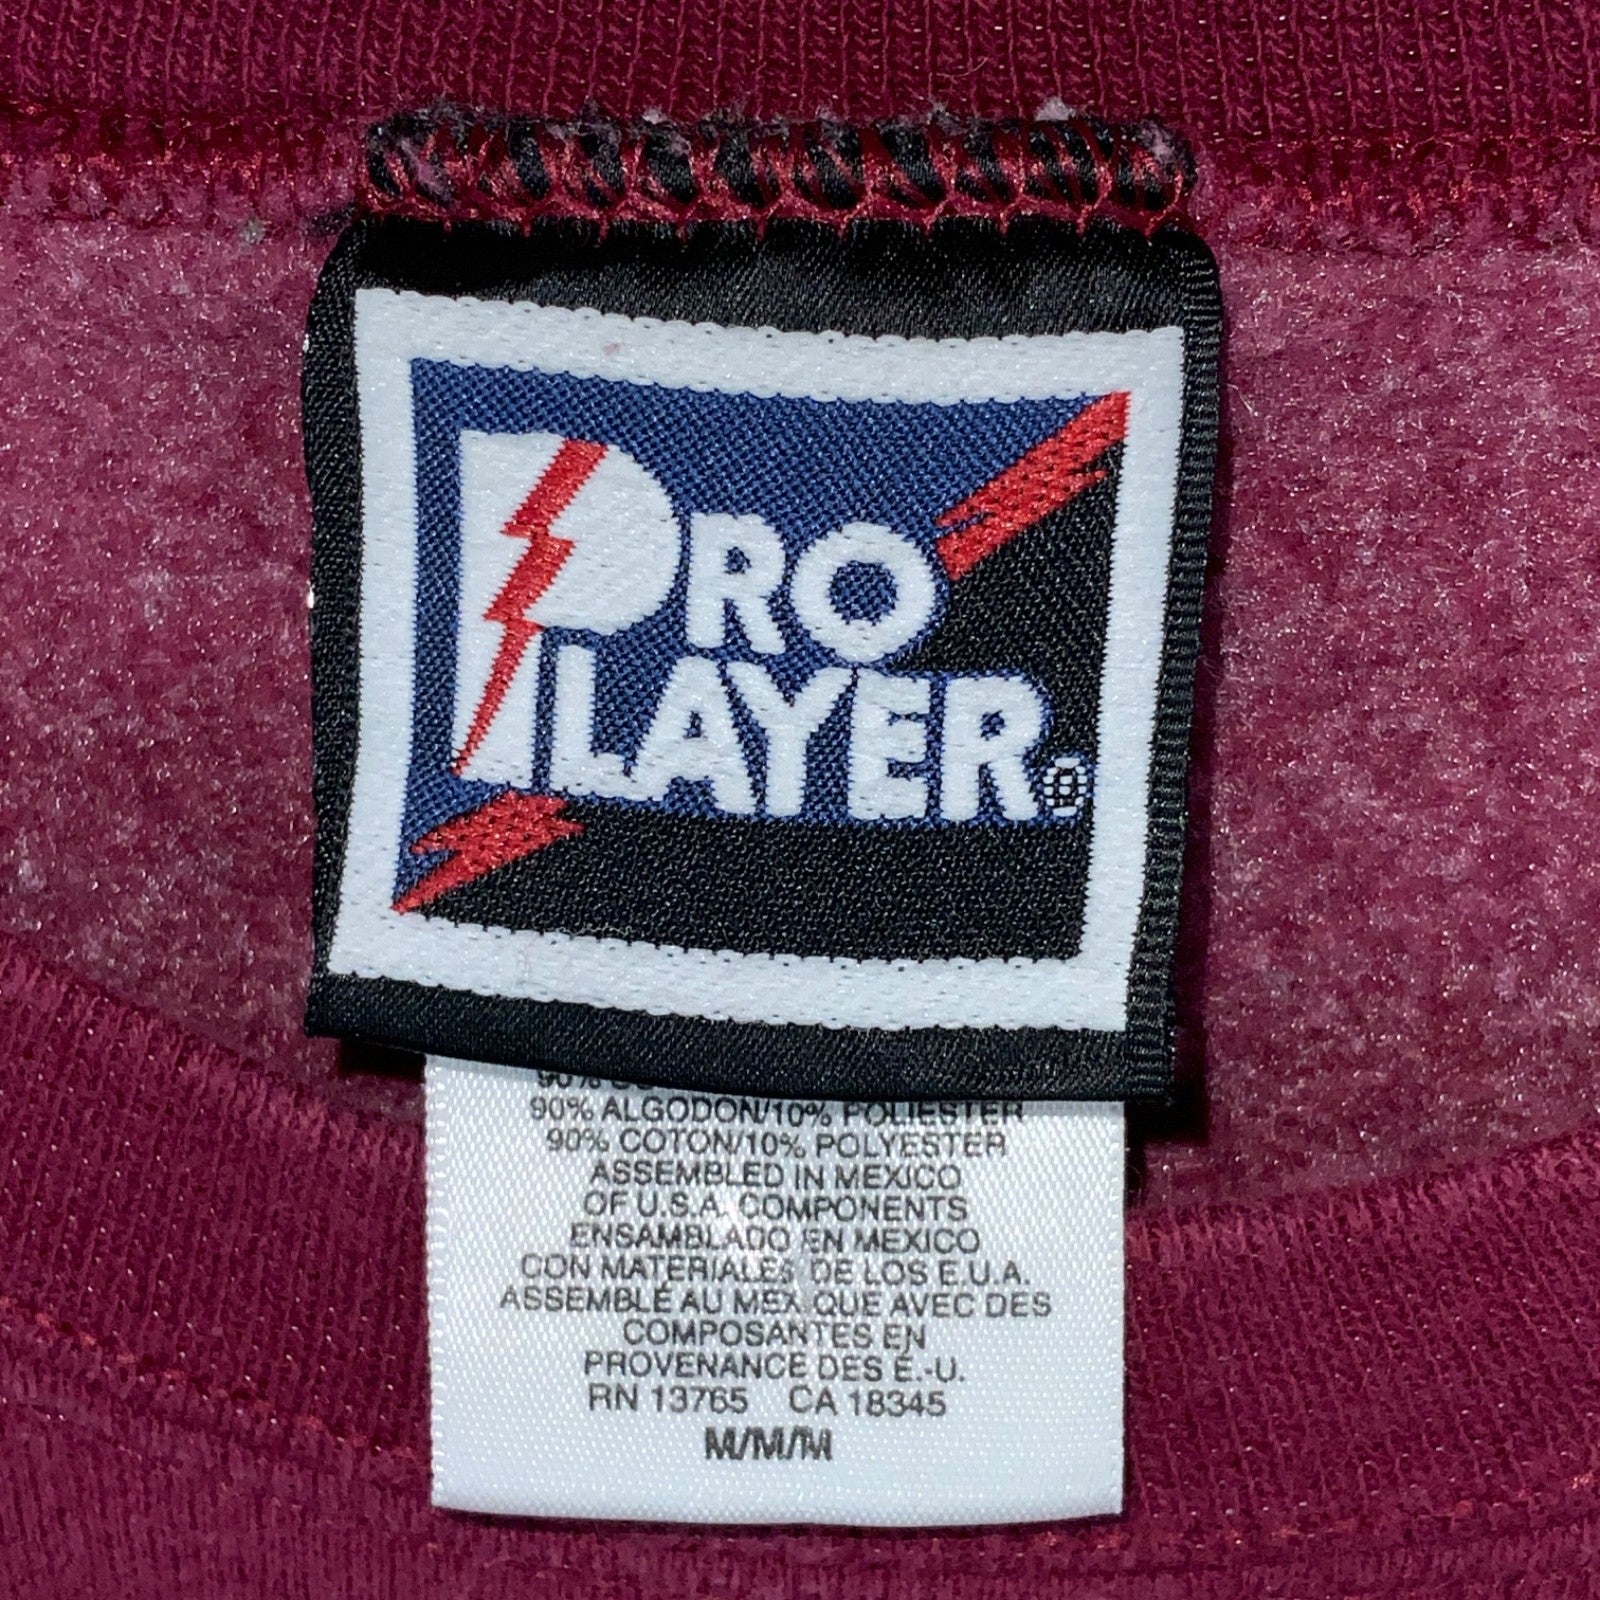 PRO
PLAYER®
90%
90% ALGODON/10% POLIESTER
90% COTON/10% POLYESTER
ASSEMBLED IN MEXICO
OF U.S.A. COMPONENTS
ENSAMBLADO EN MEXICO
CON MATERIALES DE LOS E.U.A.
ASSEMBLÉ AU MEXIQUE AVEC DES
COMPOSANTES EN
PROVENANCE DES É.-U.
RN 13765 CA 18345
M/M/M